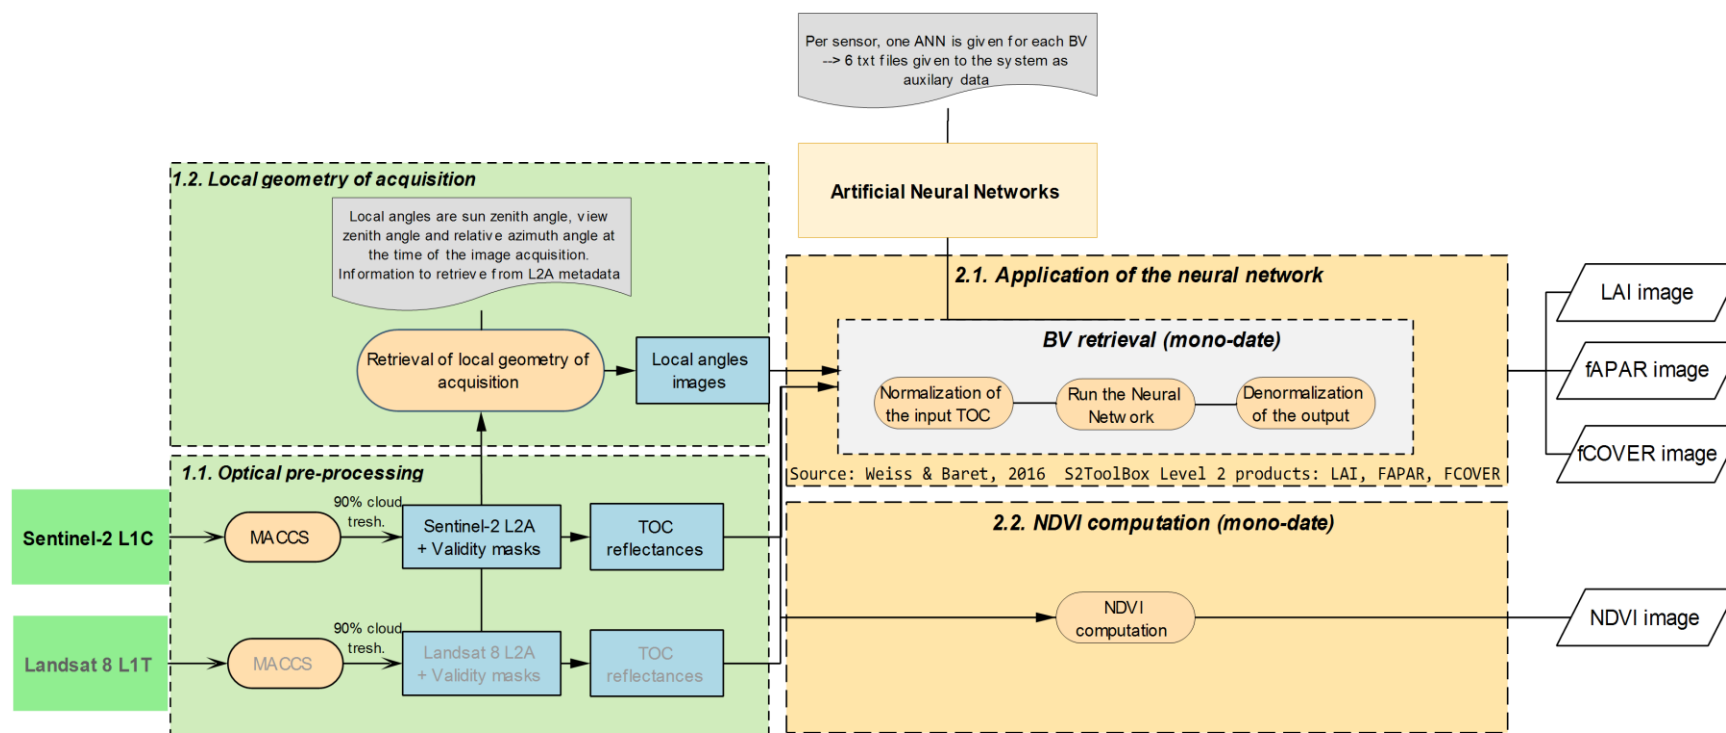 Per sensor, one ANN is given for each BV
--> 6 txt files given to the system as
auxilary data
Artificial Neural Networks
1.2. Local geometry of acquisition
Local angles are sun zenith angle, view
zenith angle and relative azimuth angle at
the time of the image acquisition.
Information to retrieve from L2A metadata
Retrieval of local geometry of
acquisition
Local angles
images
2.1. Application of the neural network
BV retrieval (mono-date)
Normalization of
the input TOC
Run the Neural
Network
Denormalization
of the output
Source: Weiss & Baret, 2016  S2ToolBox Level 2 products: LAI, FAPAR, FCOVER
LAI image
fAPAR image
fCOVER image
1.1. Optical pre-processing
Sentinel-2 L1C
MACCS
90% cloud
tresh.
Sentinel-2 L2A
+ Validity masks
TOC
reflectances
Landsat 8 L1T
MACCS
90% cloud
tresh.
Landsat 8 L2A
+ Validity masks
TOC
reflectances
2.2. NDVI computation (mono-date)
NDVI
computation
NDVI image